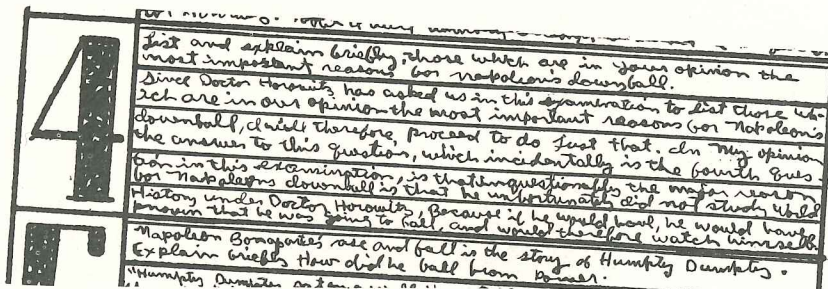 4
List and explain briefly, those which are in your opinion the
most important reasons for napoleon's downfall.
Since Doctor Horowitz has asked us in this examination to list those wh-
ich are in our opinion the most important reasons for Napoleon's
downfall, I will therefore, proceed to do just that. In my opinion
the answer to this question, which incidentally is the fourth ques-
tion in this examination, is that unquestionably the major reason
for Napoleons downfall is that he unfortunately did not study World
History under Doctor Horowitz, Because if he would have, he would have
known that he was going to fall, and would therefore watch himself.
Napoleon Bonaparte's rise and fall is the story of Humpty Dumpty.
Explain briefly How did he fall from Power.
"Humpty Dumpty